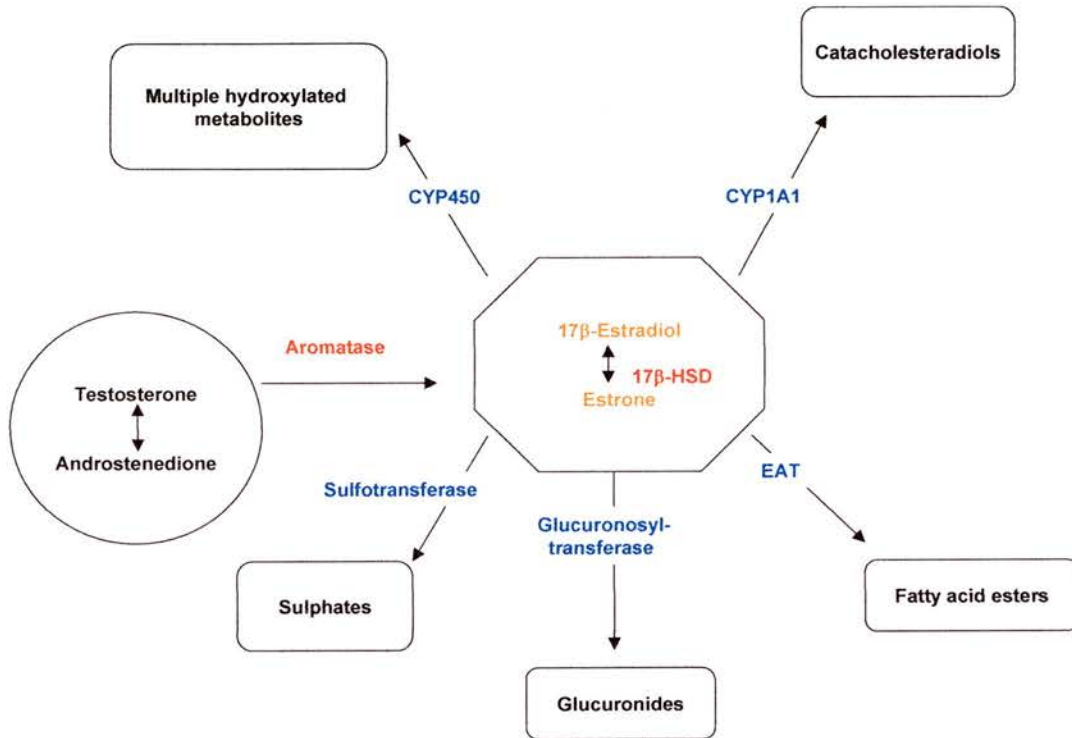 Catacholesteradiols
Multiple hydroxylated
metabolites
CYP450
CYP1A1
17β-Estradiol
Aromatase
17β-HSD
Testosterone
Estrone
Androstenedione
EAT
Sulfotransferase
Glucuronosyl-
transferase
Fatty acid esters
Sulphates
Glucuronides